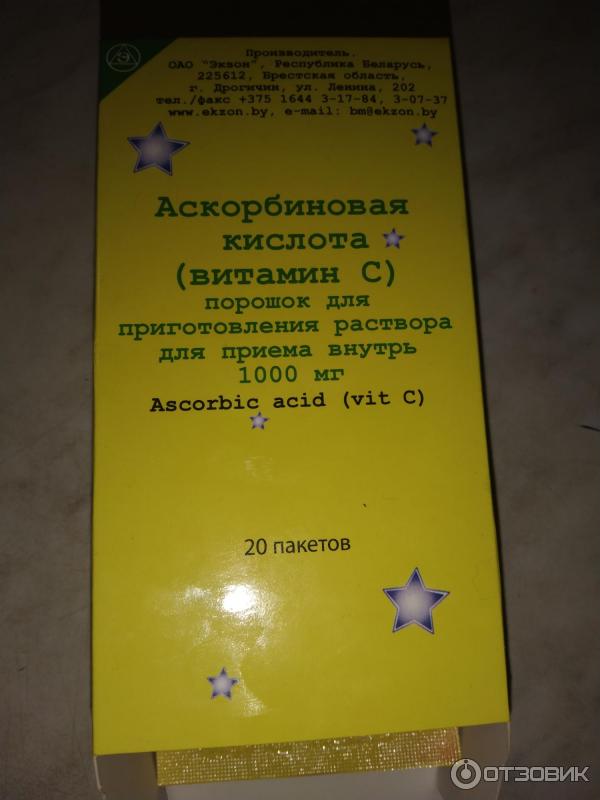 Производитель.
ОАО "Экзон", Республика Беларусь,
225612, Брестская область,
г. Дрогичин, ул. Ленина, 202
тел./факс +375 1644 3-17-84, 3-07-37
www.ekzon.by, e-mail: bm@ekzon.by
Э
Аскорбиновая
кислота
(витамин С)
порошок для
приготовления раствора
для приема внутрь
1000 мг
Ascorbic acid (vit C)
20 пакетов
ОТЗОВИК